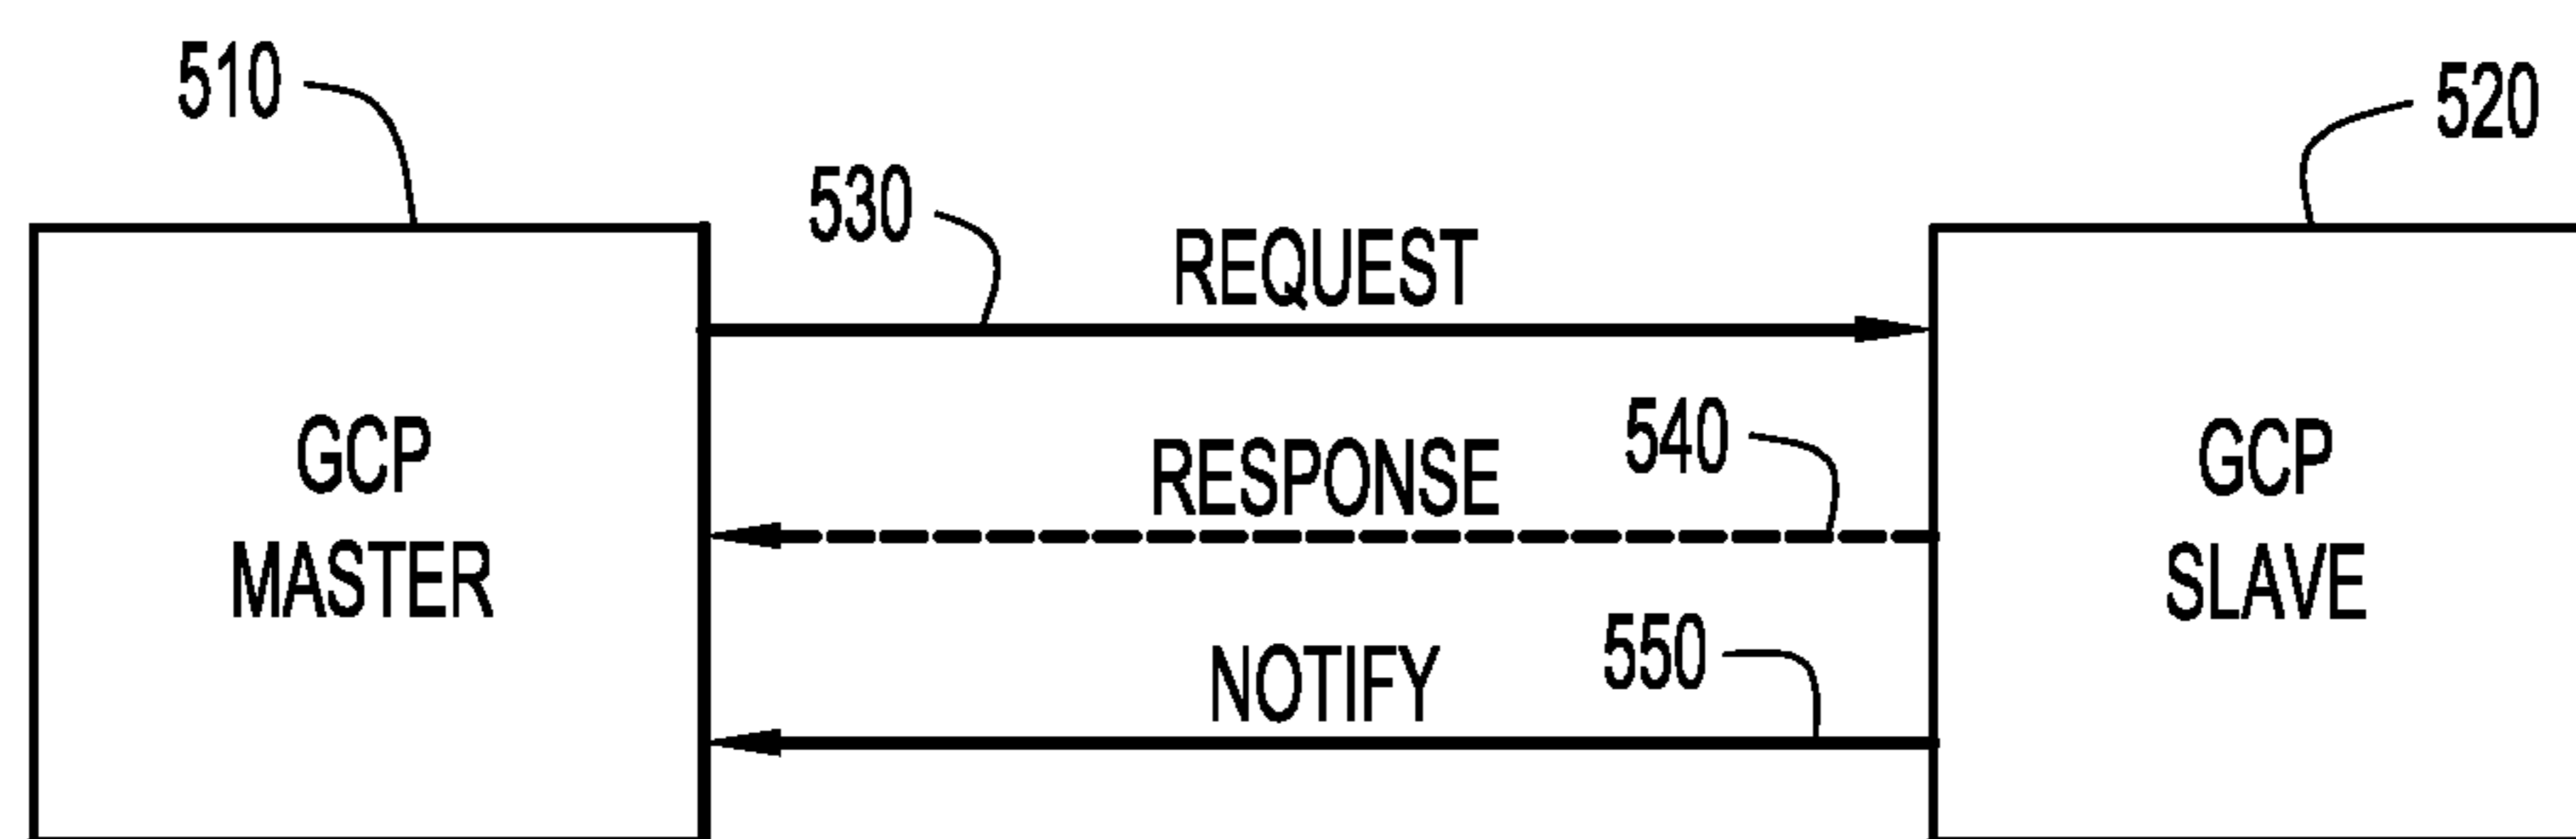 510
520
530
REQUEST
GCP
MASTER
RESPONSE
540
GCP
SLAVE
NOTIFY
550